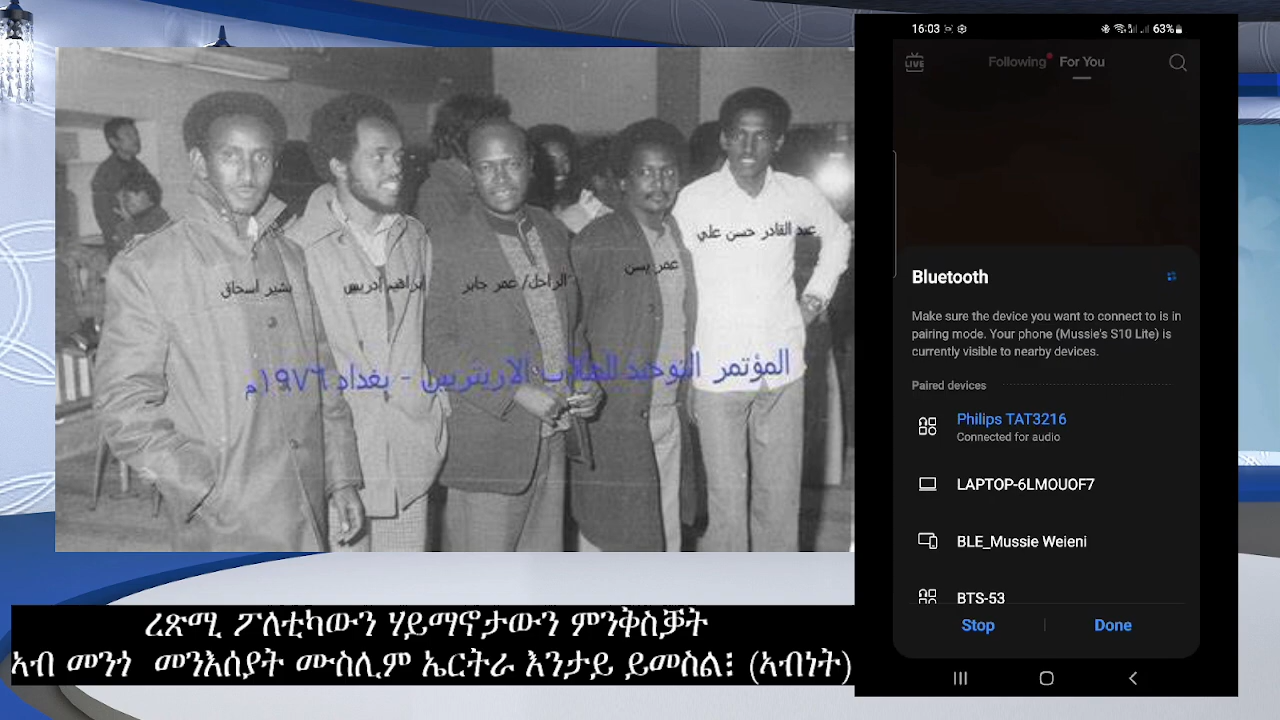 عبد القادر حسن علي
عمر يسن
الراحل/ عمر جابر
ابراهيم إدريس
بشير اسحاق
المؤتمر التوحيد للطلاب الارتريين - بغداد ١٩٧٦م
ረጽሚ ፖለቲካውን ሃይማኖታውን ምንቅስቓት
ኣብ መንጎ መንእሰያት ሙስሊም ኤርትራ እንታይ ይመስል፧ (ኣብነት)
16:03
63%
LIVE
Following For You
Bluetooth
Make sure the device you want to connect to is in
pairing mode. Your phone (Mussie's S10 Lite) is
currently visible to nearby devices.
Paired devices
Philips TAT3216
Connected for audio
LAPTOP-6LMOUOF7
BLE_Mussie Weieni
BTS-53
Stop
Done